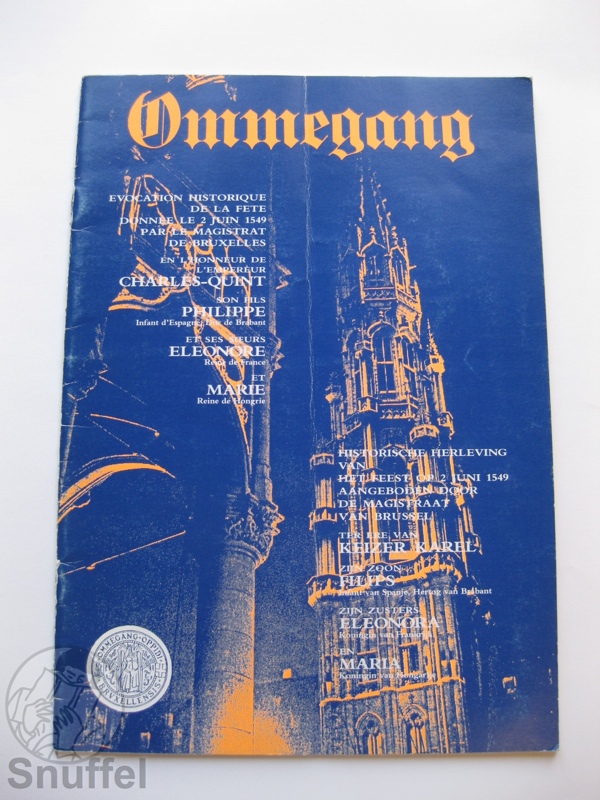 Ommegang
EVOCATION HISTORIQUE
DE LA FETE
DONNEE LE 2 JUIN 1549
PAR LE MAGISTRAT
DE BRUXELLES
EN L'HONNEUR DE
L'EMPEREUR
CHARLES-QUINT
SON FILS
PHILIPPE
Infant d'Espagne, Duc de Brabant
ET SES SŒURS
ELEONORE
Reine de France
ET
MARIE
Reine de Hongrie
HISTORISCHE HERLEVING
VAN
HET FEEST OP 2 JUNI 1549
AANGEBODEN DOOR
DE MAGISTRAAT
VAN BRUSSEL
TER ERE VAN
KEIZER KAREL
ZIJN ZOON
FILIPS
Infant van Spanje, Hertog van Brabant
ZIJN ZUSTERS
ELEONORA
Koningin van Frankrijk
EN
MARIA
Koningin van Hongarije
OMMEGANG OPPIDI BRUXELLENSIS
Snuffel